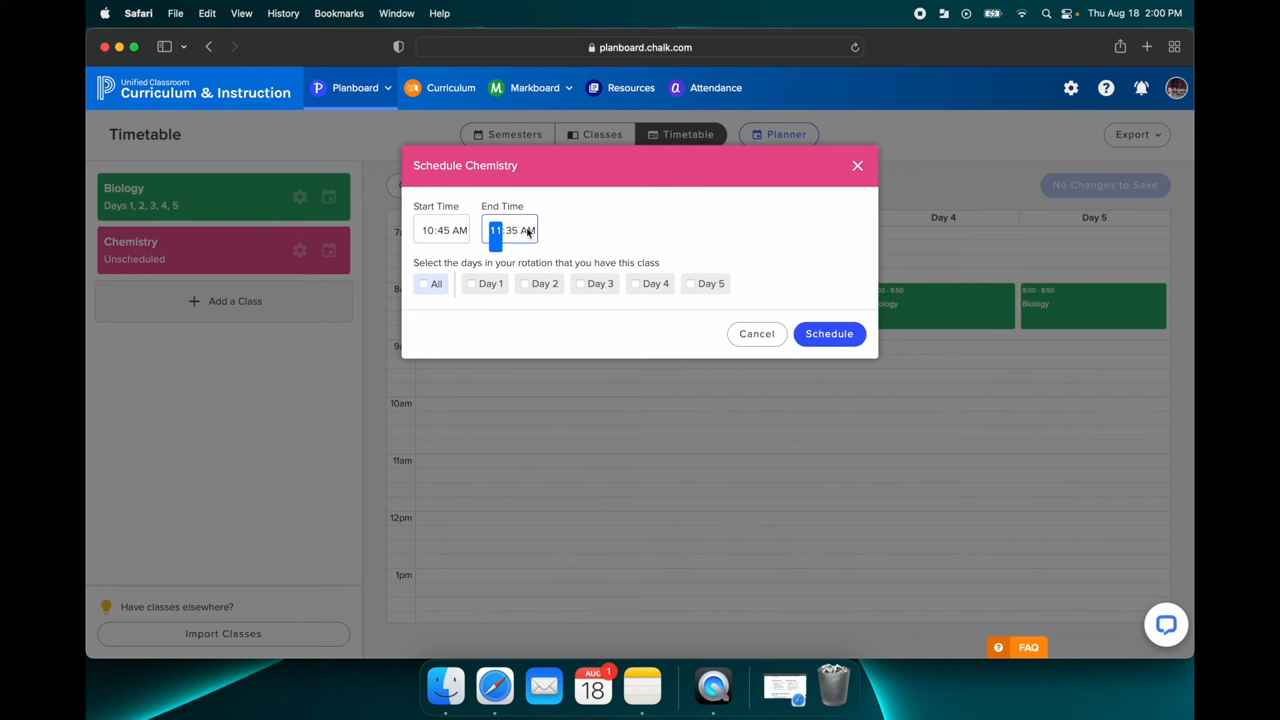 Safari File Edit View History Bookmarks Window Help Thu Aug 18 2:00 PM
planboard.chalk.com
Unified Classroom
Curriculum & Instruction
Planboard Curriculum Markboard Resources Attendance
Timetable Semesters Classes Timetable Planner Export
Schedule Chemistry
Biology
Days 1, 2, 3, 4, 5
No Changes to Save
Start Time End Time
Day 4 Day 5
10:45 AM 11:35 AM
Chemistry
Unscheduled
Select the days in your rotation that you have this class
All Day 1 Day 2 Day 3 Day 4 Day 5
8:00 - 8:50
Biology
Add a Class
Cancel Schedule
10am
11am
12pm
1pm
Have classes elsewhere?
Import Classes
? FAQ
AUG 1
18